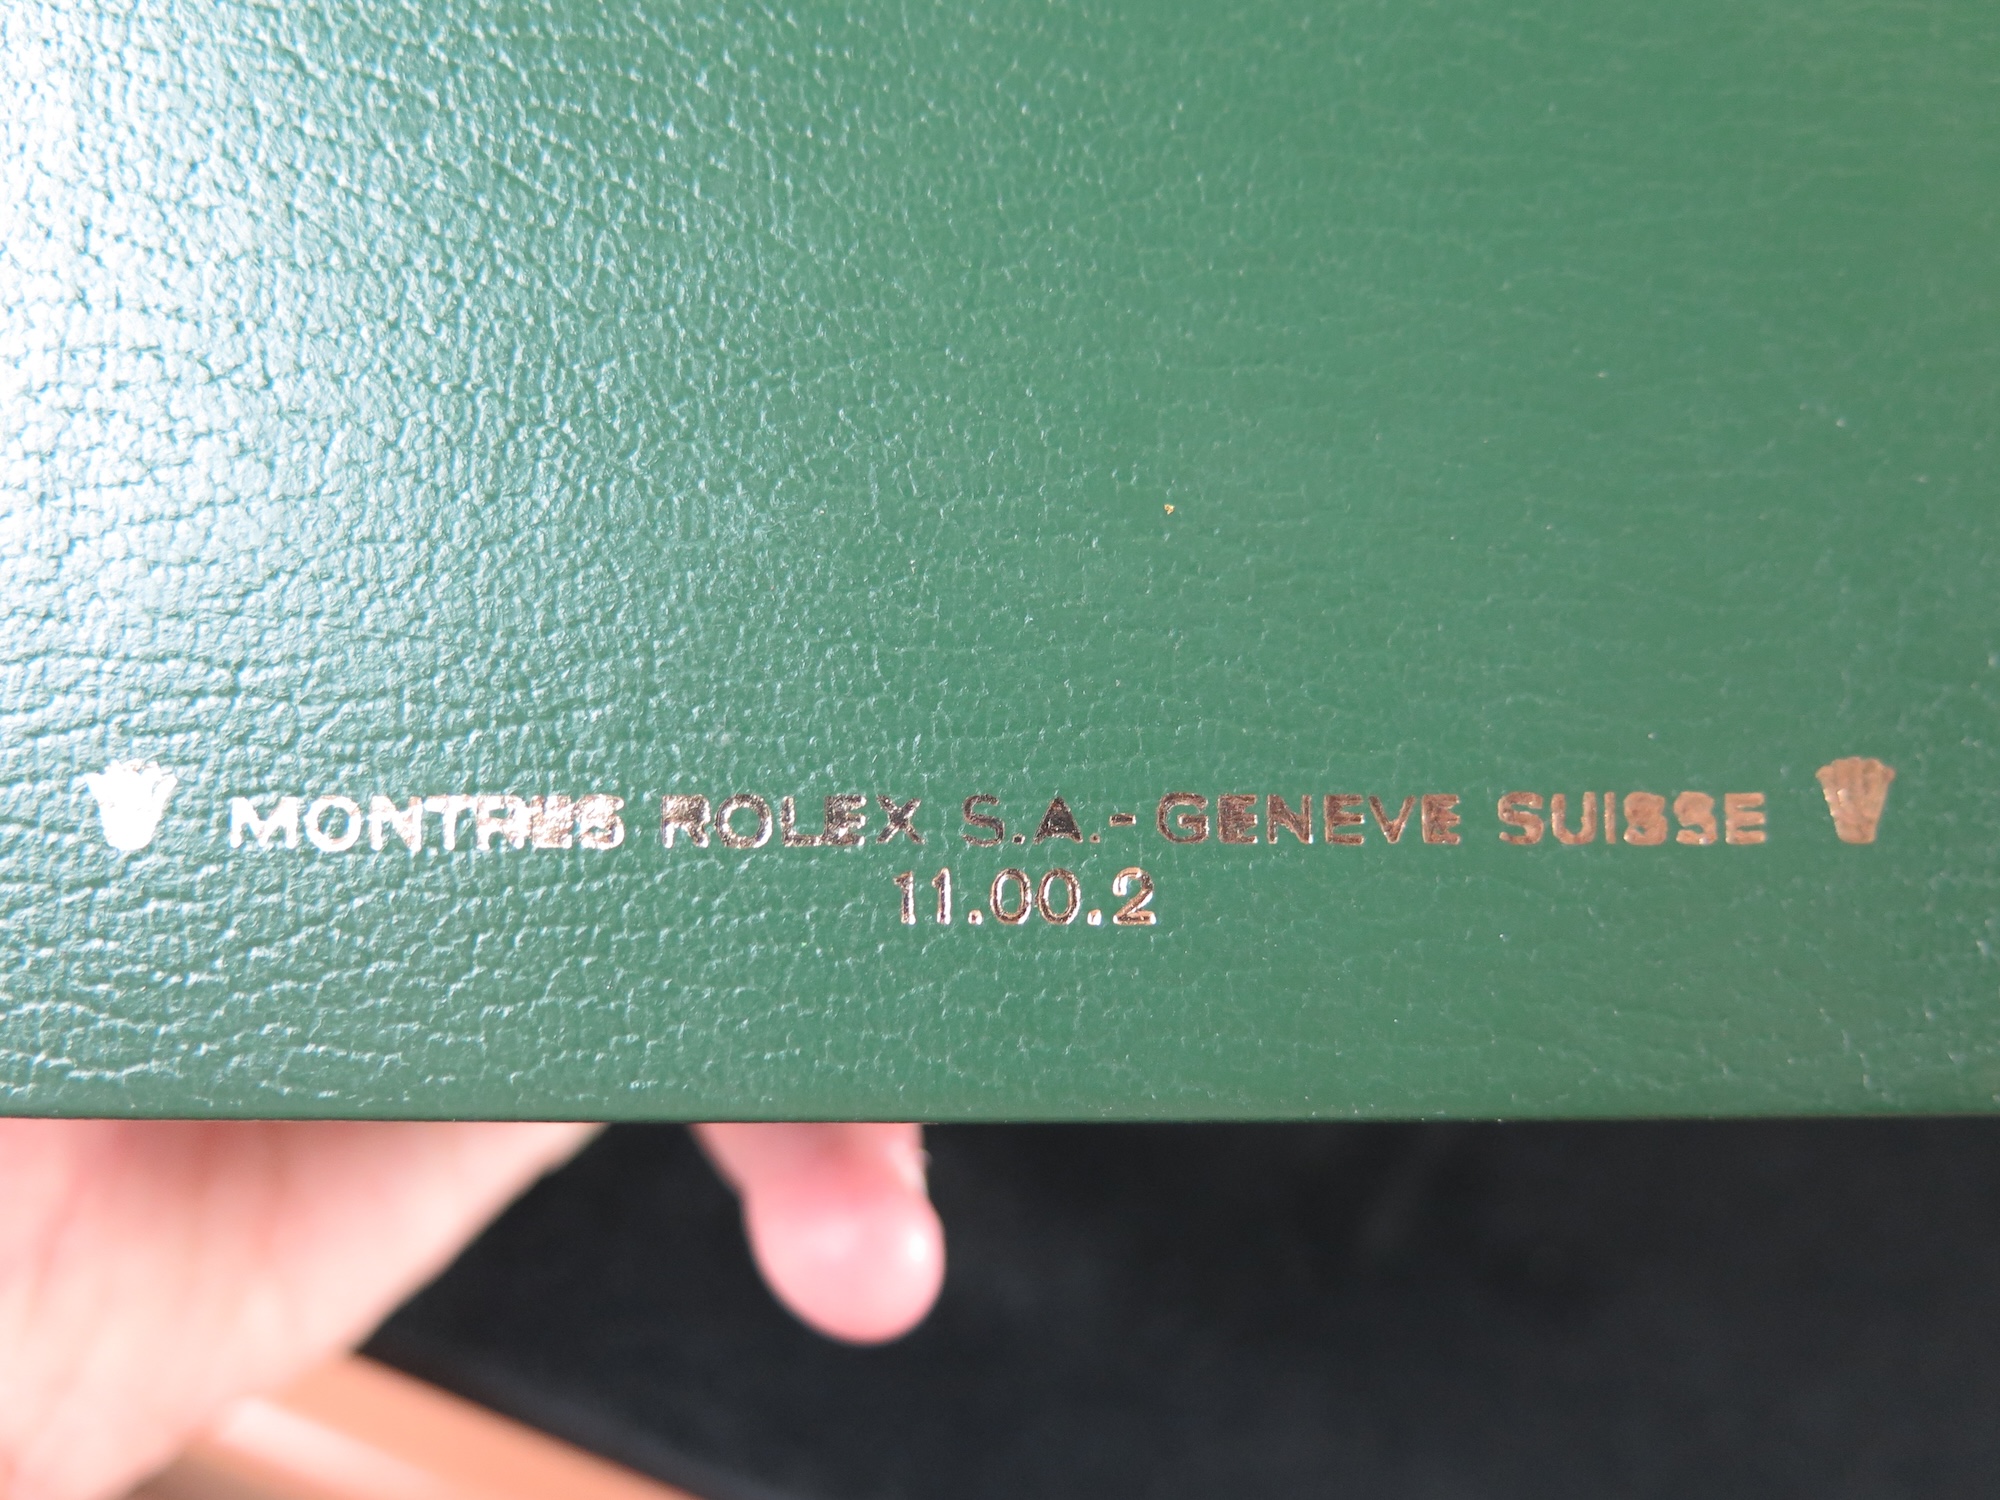 MONTRES ROLEX S.A.-GENEVE SUISSE
11.00.2